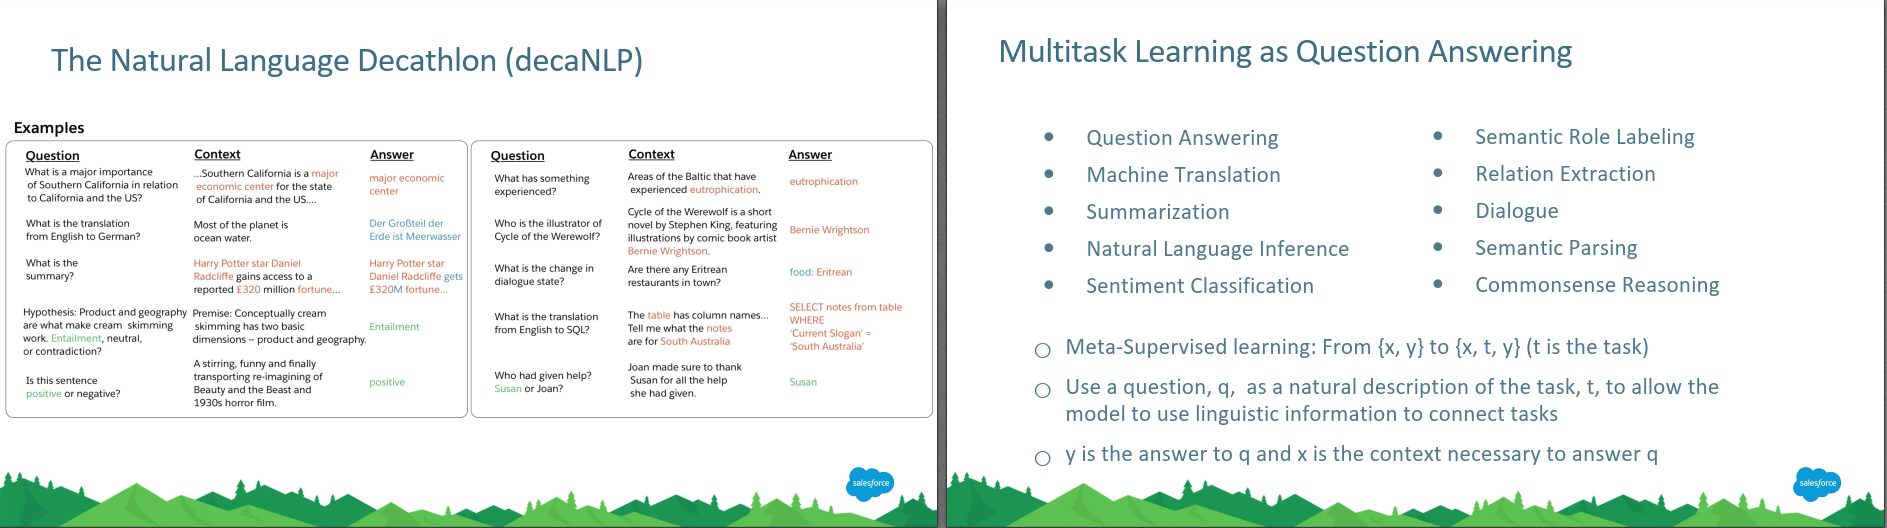 The Natural Language Decathlon (decaNLP)
Examples
Question
Context
Answer
What is a major importance
of Southern California in relation
to California and the US?
...Southern California is a major
economic center for the state
of California and the US....
major economic
center
What is the translation
from English to German?
Most of the planet is
ocean water.
Der Großteil der
Erde ist Meerwasser
What is the
summary?
Harry Potter star Daniel
Radcliffe gains access to a
reported £320 million fortune...
Harry Potter star
Daniel Radcliffe gets
£320M fortune...
Hypothesis: Product and geography
are what make cream skimming
work. Entailment, neutral,
or contradiction?
Premise: Conceptually cream
skimming has two basic
dimensions – product and geography.
Entailment
Is this sentence
positive or negative?
A stirring, funny and finally
transporting re-imagining of
Beauty and the Beast and
1930s horror film.
positive
Question
Context
Answer
What has something
experienced?
Areas of the Baltic that have
experienced eutrophication.
eutrophication
Who is the illustrator of
Cycle of the Werewolf?
Cycle of the Werewolf is a short
novel by Stephen King, featuring
illustrations by comic book artist
Bernie Wrightson.
Bernie Wrightson
What is the change in
dialogue state?
Are there any Eritrean
restaurants in town?
food: Eritrean
What is the translation
from English to SQL?
The table has column names...
Tell me what the notes
are for South Australia
SELECT notes from table
WHERE
'Current Slogan' =
'South Australia'
Who had given help?
Susan or Joan?
Joan made sure to thank
Susan for all the help
she had given.
Susan
salesforce
Multitask Learning as Question Answering
• Question Answering
• Machine Translation
• Summarization
• Natural Language Inference
• Sentiment Classification
• Semantic Role Labeling
• Relation Extraction
• Dialogue
• Semantic Parsing
• Commonsense Reasoning
○ Meta-Supervised learning: From {x, y} to {x, t, y} (t is the task)
○ Use a question, q, as a natural description of the task, t, to allow the
model to use linguistic information to connect tasks
○ y is the answer to q and x is the context necessary to answer q
salesforce